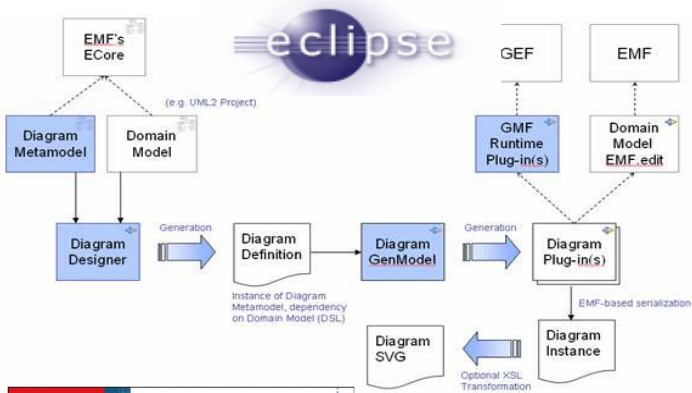 eclipse
EMF's
ECore
GEF
EMF
(e.g. UML2 Project)
Diagram
Metamodel
Domain
Model
GMF
Runtime
Plug-in(s)
Domain
Model
EMF.edit
Diagram
Designer
Generation
Diagram
Definition
Diagram
GenModel
Generation
Diagram
Plug-in(s)
Instance of Diagram
Metamodel, dependency
on Domain Model (DSL)
EMF-based serialization
Diagram
SVG
Optional XSL
Transformation
Diagram
Instance